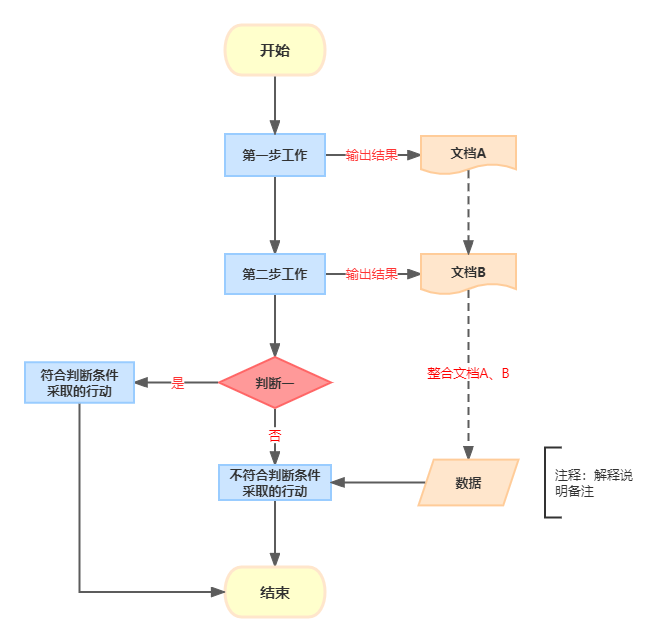 开始
第一步工作
输出结果
文档A
第二步工作
输出结果
文档B
整合文档A、B
符合判断条件
采取的行动
是
判断一
否
不符合判断条件
采取的行动
数据
注释：解释说
明备注
结束